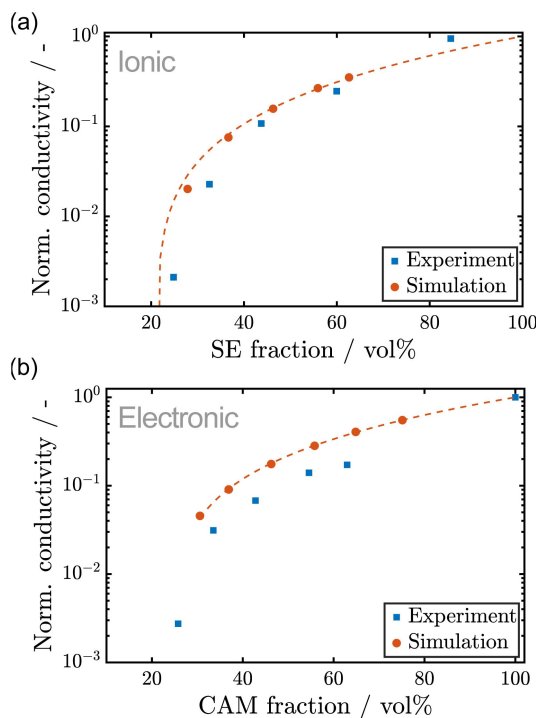 (a)
Ionic
Norm. conductivity / -
10^0
10^-1
10^-2
10^-3
20 40 60 80 100
SE fraction / vol%
Experiment
Simulation
(b)
Electronic
Norm. conductivity / -
10^0
10^-1
10^-2
10^-3
20 40 60 80 100
CAM fraction / vol%
Experiment
Simulation